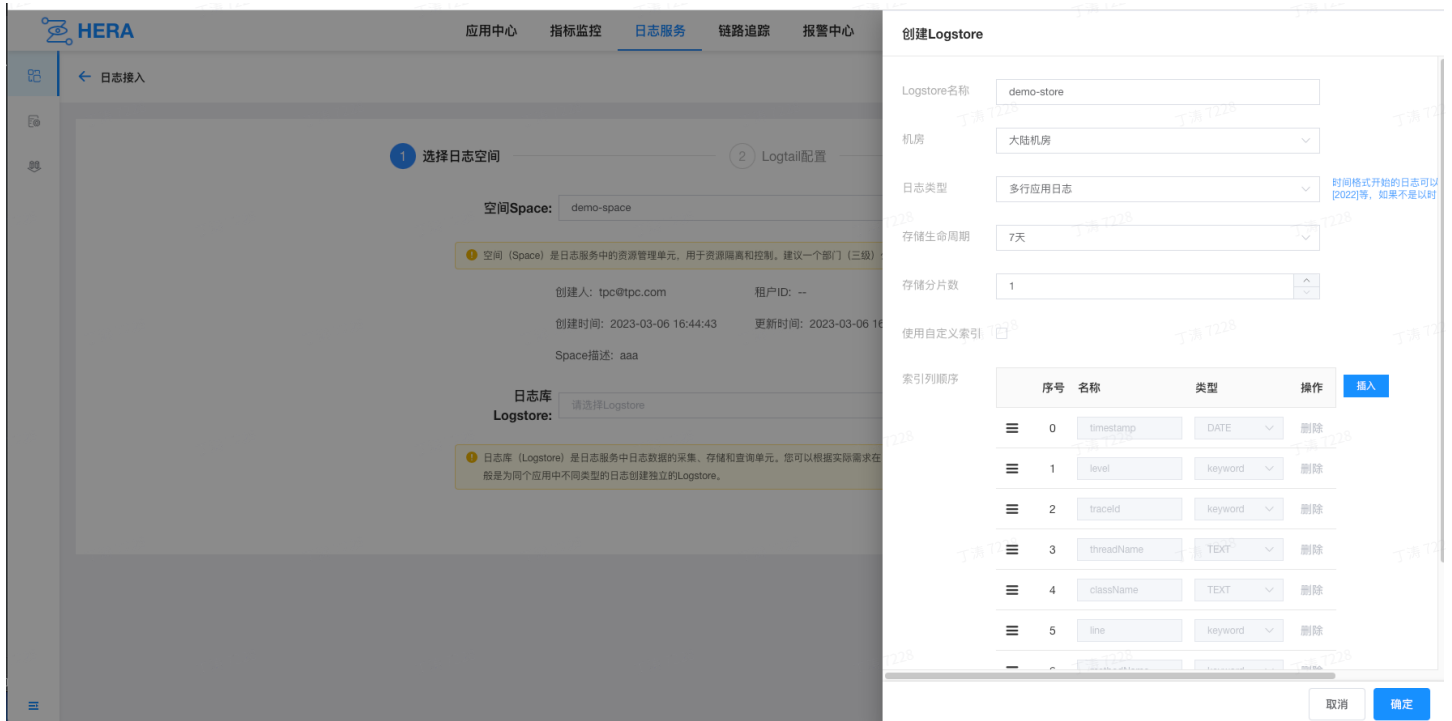 HERA
应用中心 指标监控 日志服务 链路追踪 报警中心
日志接入
1 选择日志空间
2 Logtail配置
空间Space: demo-space
空间（Space）是日志服务中的资源管理单元，用于资源隔离和控制。建议一个部门（三级）
创建人: tpc@tpc.com 租户ID: --
创建时间: 2023-03-06 16:44:43 更新时间: 2023-03-06 16
Space描述: aaa
日志库
Logstore: 请选择Logstore
日志库（Logstore）是日志服务中日志数据的采集、存储和查询单元。您可以根据实际需求在
般是为同个应用中不同类型的日志创建独立的Logstore。
创建Logstore
Logstore名称 demo-store
机房 大陆机房
日志类型 多行应用日志
时间格式开始的日志可以
[2022]等，如果不是以时
存储生命周期 7天
存储分片数 1
使用自定义索引
索引列顺序
序号 名称 类型 操作 插入
0 timestamp DATE 删除
1 level keyword 删除
2 traceId keyword 删除
3 threadName TEXT 删除
4 className TEXT 删除
5 line keyword 删除
取消 确定
丁涛 7228